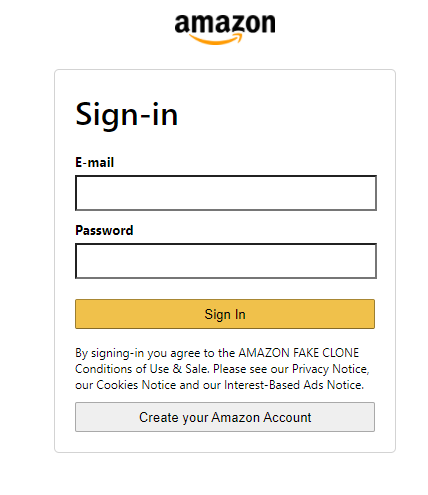 amazon
Sign-in
E-mail
Password
Sign In
By signing-in you agree to the AMAZON FAKE CLONE
Conditions of Use & Sale. Please see our Privacy Notice,
our Cookies Notice and our Interest-Based Ads Notice.
Create your Amazon Account